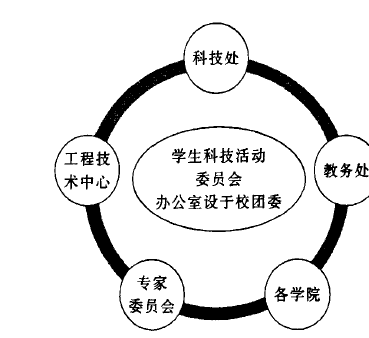 科技处
工程技
术中心
学生科技活动
委员会
办公室设于校团委
教务处
专家
委员会
各学院